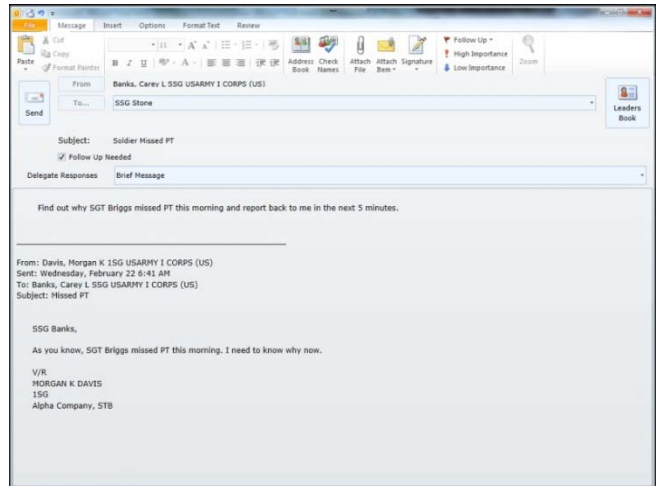 File Message Insert Options Format Text Review
Cut
Copy
Format Painter
Paste
11
B I U
Address Book
Check Names
Attach File
Attach Item
Signature
Follow Up
High Importance
Low Importance
Zoom
From Banks, Carey L SSG USARMY I CORPS (US)
To... SSG Stone
Send
Leaders Book
Subject: Soldier Missed PT
Follow Up Needed
Delegate Responses Brief Message
Find out why SGT Briggs missed PT this morning and report back to me in the next 5 minutes.
From: Davis, Morgan K 1SG USARMY I CORPS (US)
Sent: Wednesday, February 22 6:41 AM
To: Banks, Carey L SSG USARMY I CORPS (US)
Subject: Missed PT
SSG Banks,
As you know, SGT Briggs missed PT this morning. I need to know why now.
V/R
MORGAN K DAVIS
1SG
Alpha Company, STB